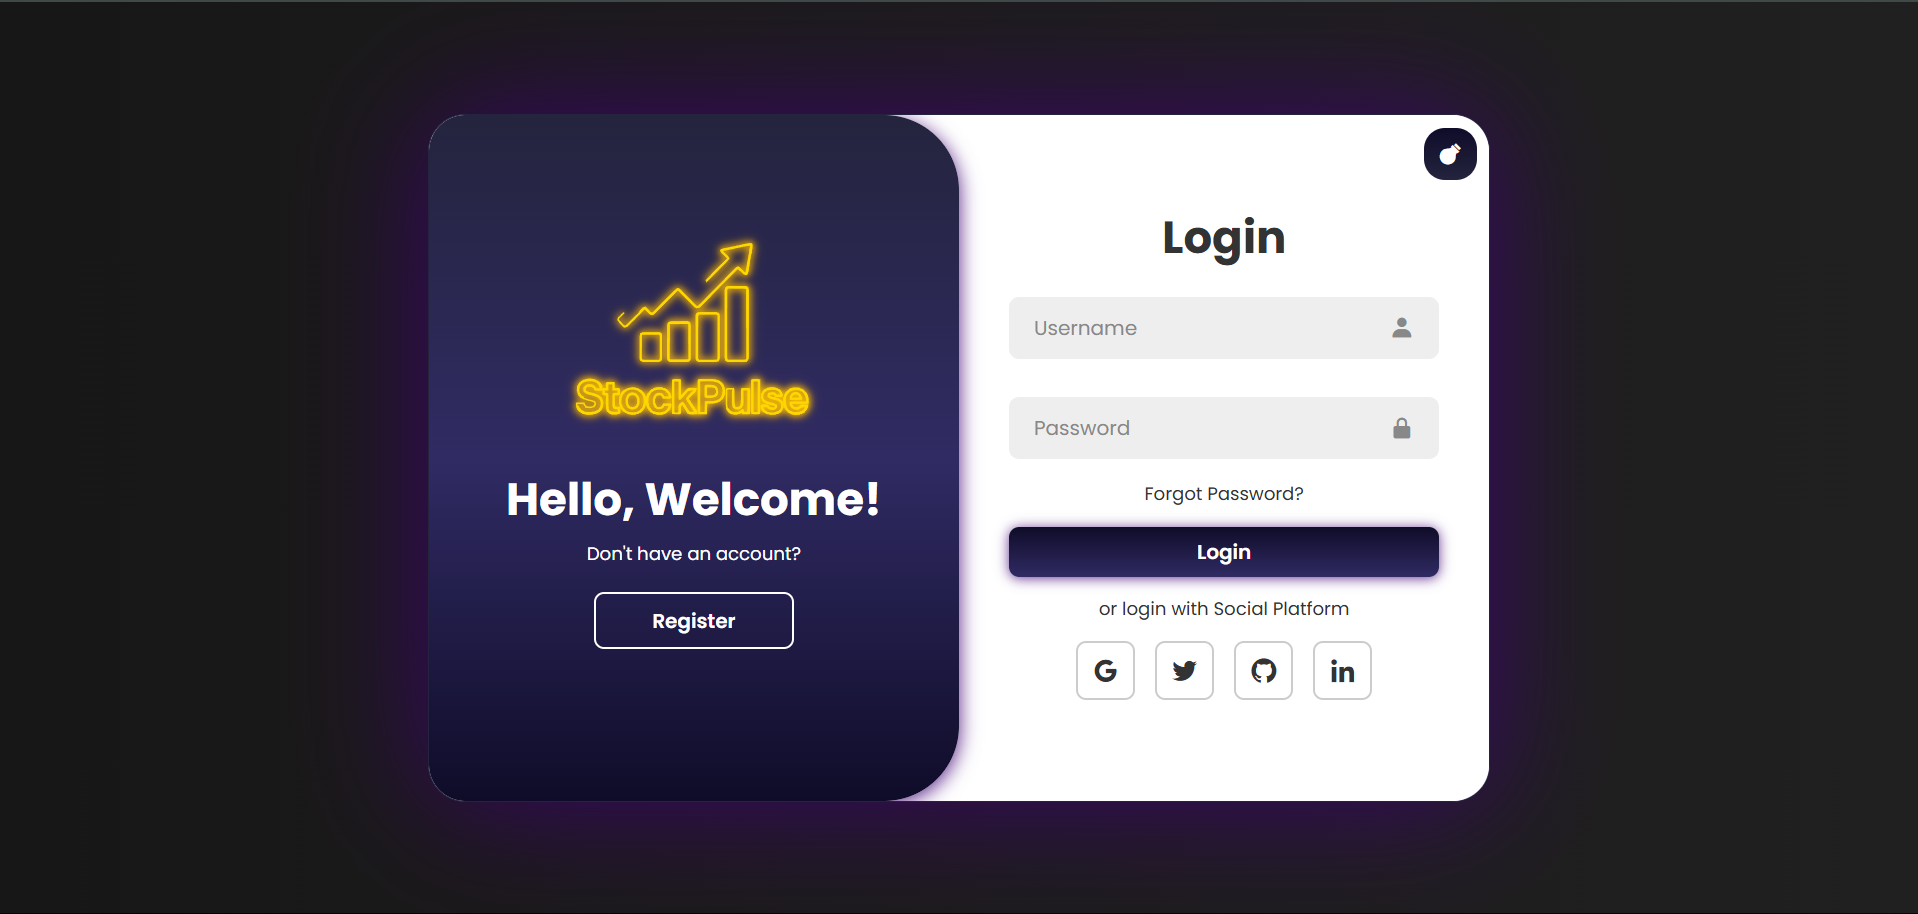 StockPulse
Hello, Welcome!
Don't have an account?
Register
Login
Username
Password
Forgot Password?
Login
or login with Social Platform